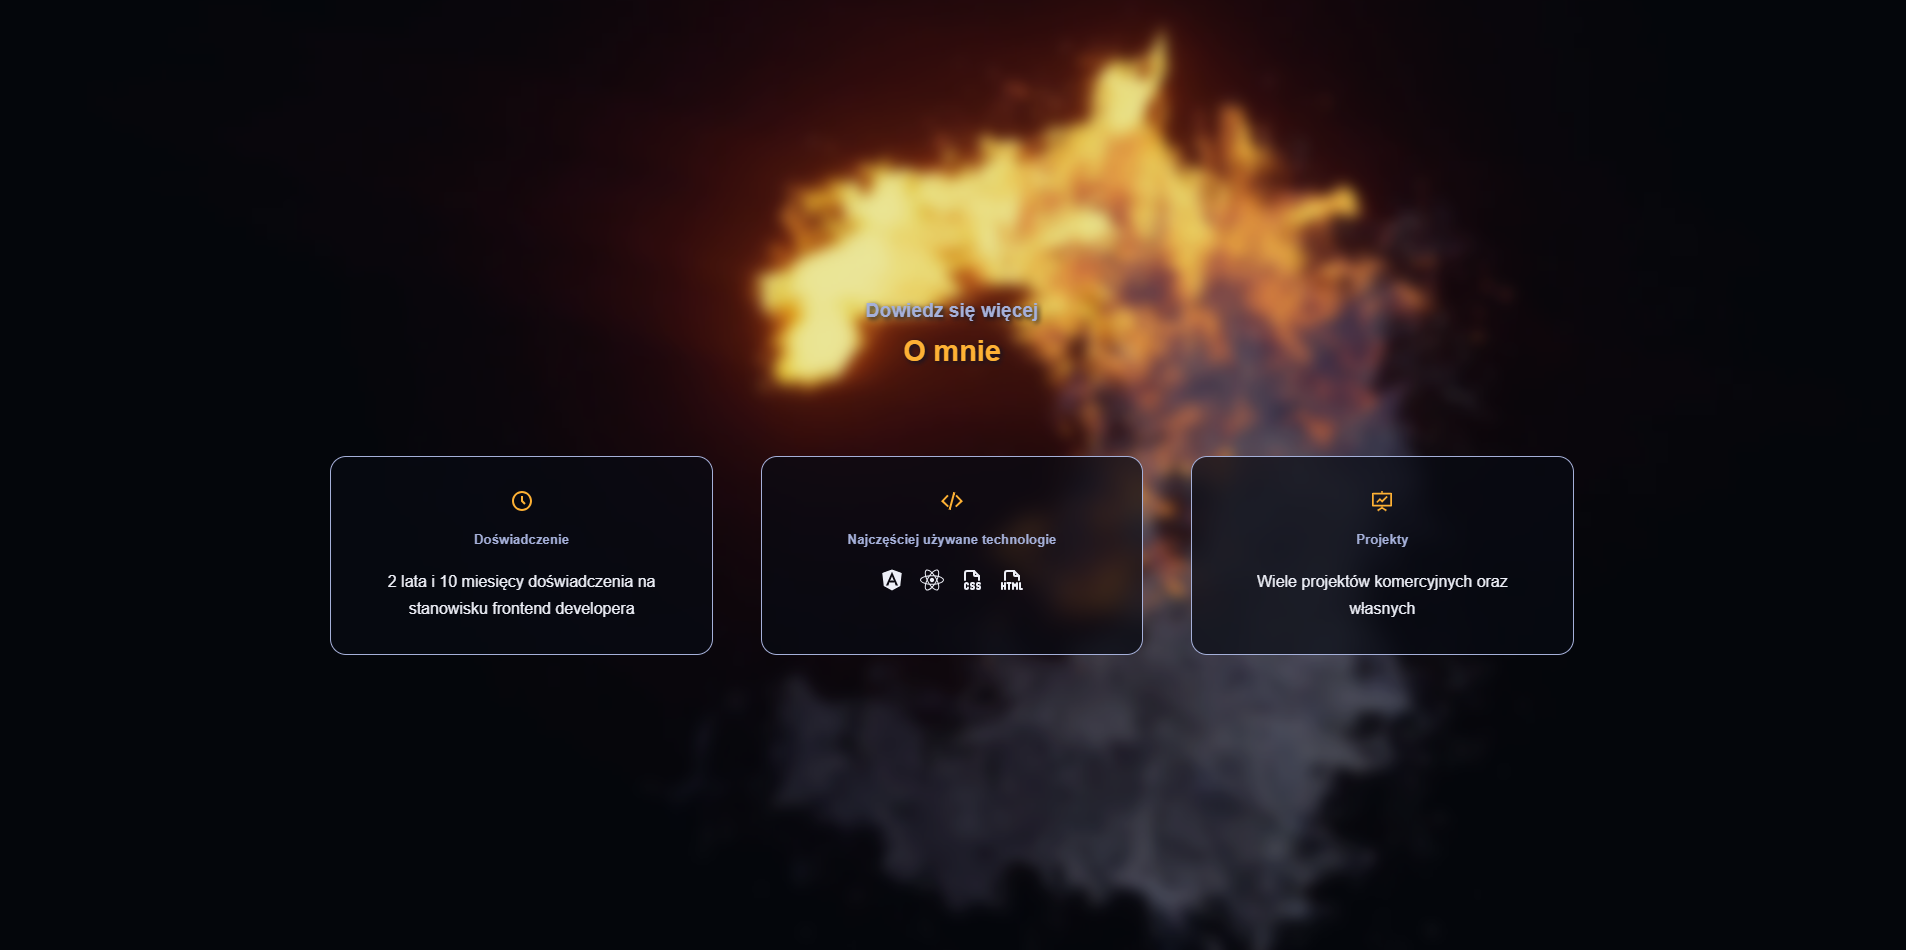 Dowiedz się więcej
O mnie
Doświadczenie
2 lata i 10 miesięcy doświadczenia na
stanowisku frontend developera
Najczęściej używane technologie
CSS
HTML
Projekty
Wiele projektów komercyjnych oraz
własnych